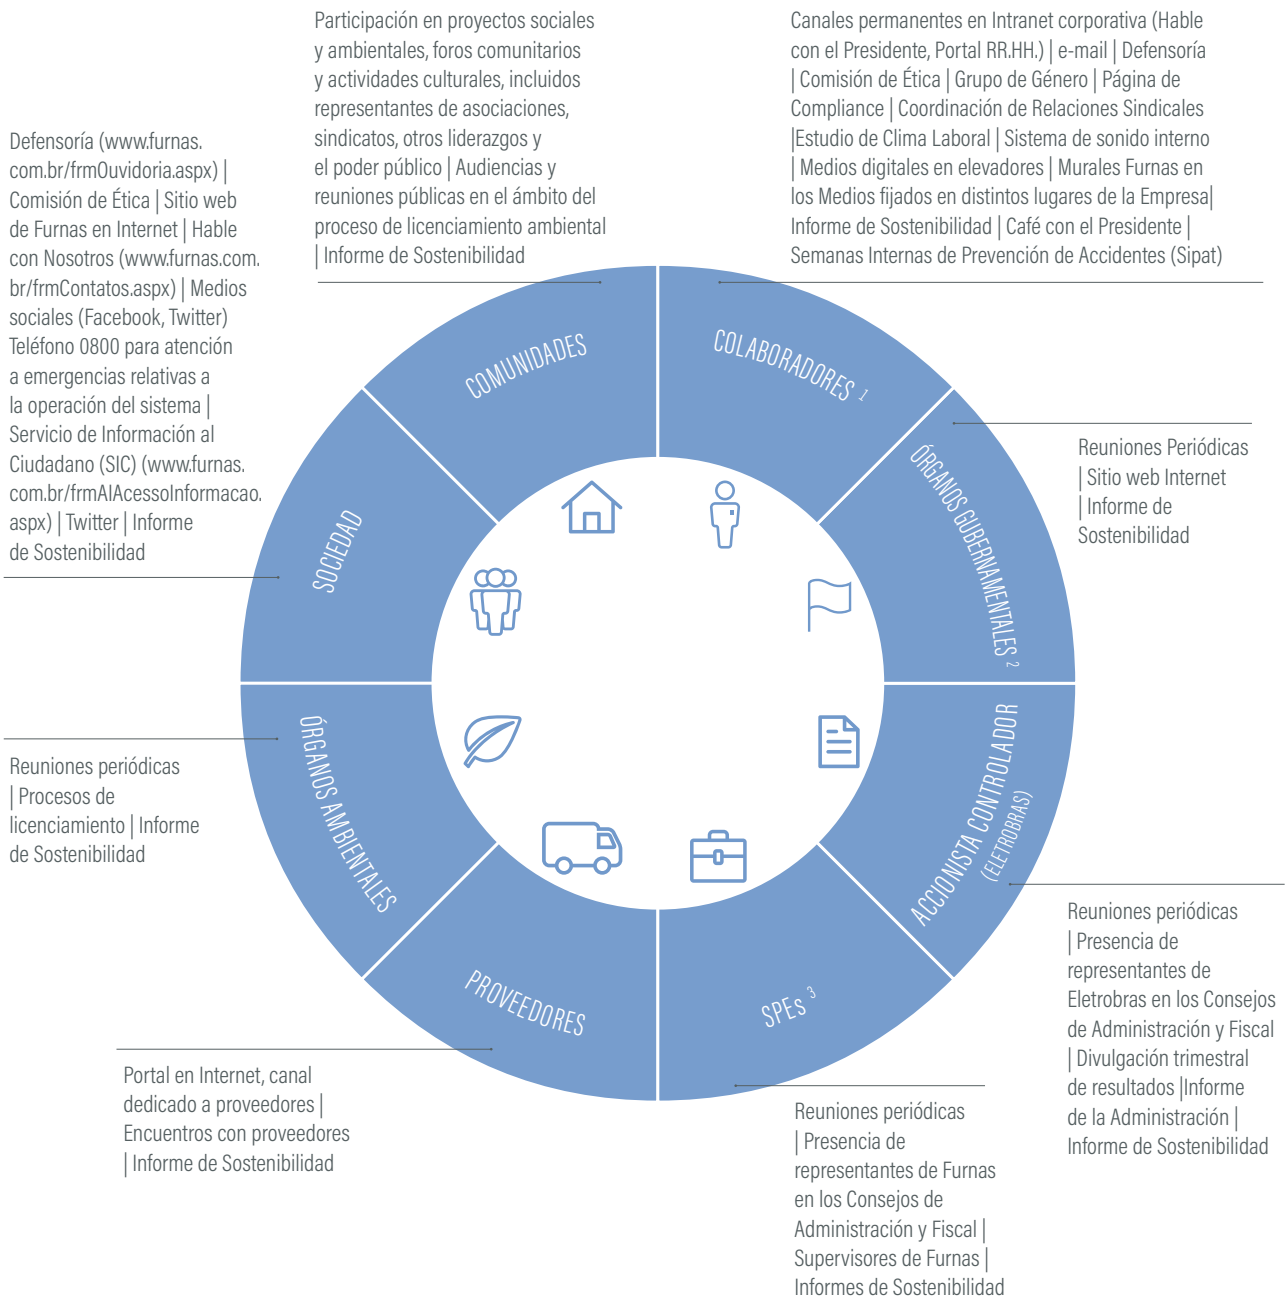 Participación en proyectos sociales
y ambientales, foros comunitarios
y actividades culturales, incluidos
representantes de asociaciones,
sindicatos, otros liderazgos y
el poder público | Audiencias y
reuniones públicas en el ámbito del
proceso de licenciamiento ambiental
| Informe de Sostenibilidad
Canales permanentes en Intranet corporativa (Hable
con el Presidente, Portal RR.HH.) | e-mail | Defensoría
| Comisión de Ética | Grupo de Género | Página de
Compliance | Coordinación de Relaciones Sindicales
|Estudio de Clima Laboral | Sistema de sonido interno
| Medios digitales en elevadores | Murales Furnas en
los Medios fijados en distintos lugares de la Empresa|
Informe de Sostenibilidad | Café con el Presidente |
Semanas Internas de Prevención de Accidentes (Sipat)
Defensoría (www.furnas.
com.br/frmOuvidoria.aspx) |
Comisión de Ética | Sitio web
de Furnas en Internet | Hable
con Nosotros (www.furnas.com.
br/frmContatos.aspx) | Medios
sociales (Facebook, Twitter)
Teléfono 0800 para atención
a emergencias relativas a
la operación del sistema |
Servicio de Información al
Ciudadano (SIC) (www.furnas.
com.br/frmAIAcessoInformacao.
aspx) | Twitter | Informe
de Sostenibilidad
COMUNIDADES
COLABORADORES 1
ÓRGANOS GUBERNAMENTALES 2
Reuniones Periódicas
| Sitio web Internet
| Informe de
Sostenibilidad
SOCIEDAD
ÓRGANOS AMBIENTALES
Reuniones periódicas
| Procesos de
licenciamiento | Informe
de Sostenibilidad
ACCIONISTA CONTROLADOR
(ELETROBRAS)
Reuniones periódicas
| Presencia de
representantes de
Eletrobras en los Consejos
de Administración y Fiscal
| Divulgación trimestral
de resultados |Informe
de la Administración |
Informe de Sostenibilidad
PROVEEDORES
Portal en Internet, canal
dedicado a proveedores |
Encuentros con proveedores
| Informe de Sostenibilidad
SPEs 3
Reuniones periódicas
| Presencia de
representantes de Furnas
en los Consejos de
Administración y Fiscal |
Supervisores de Furnas |
Informes de Sostenibilidad